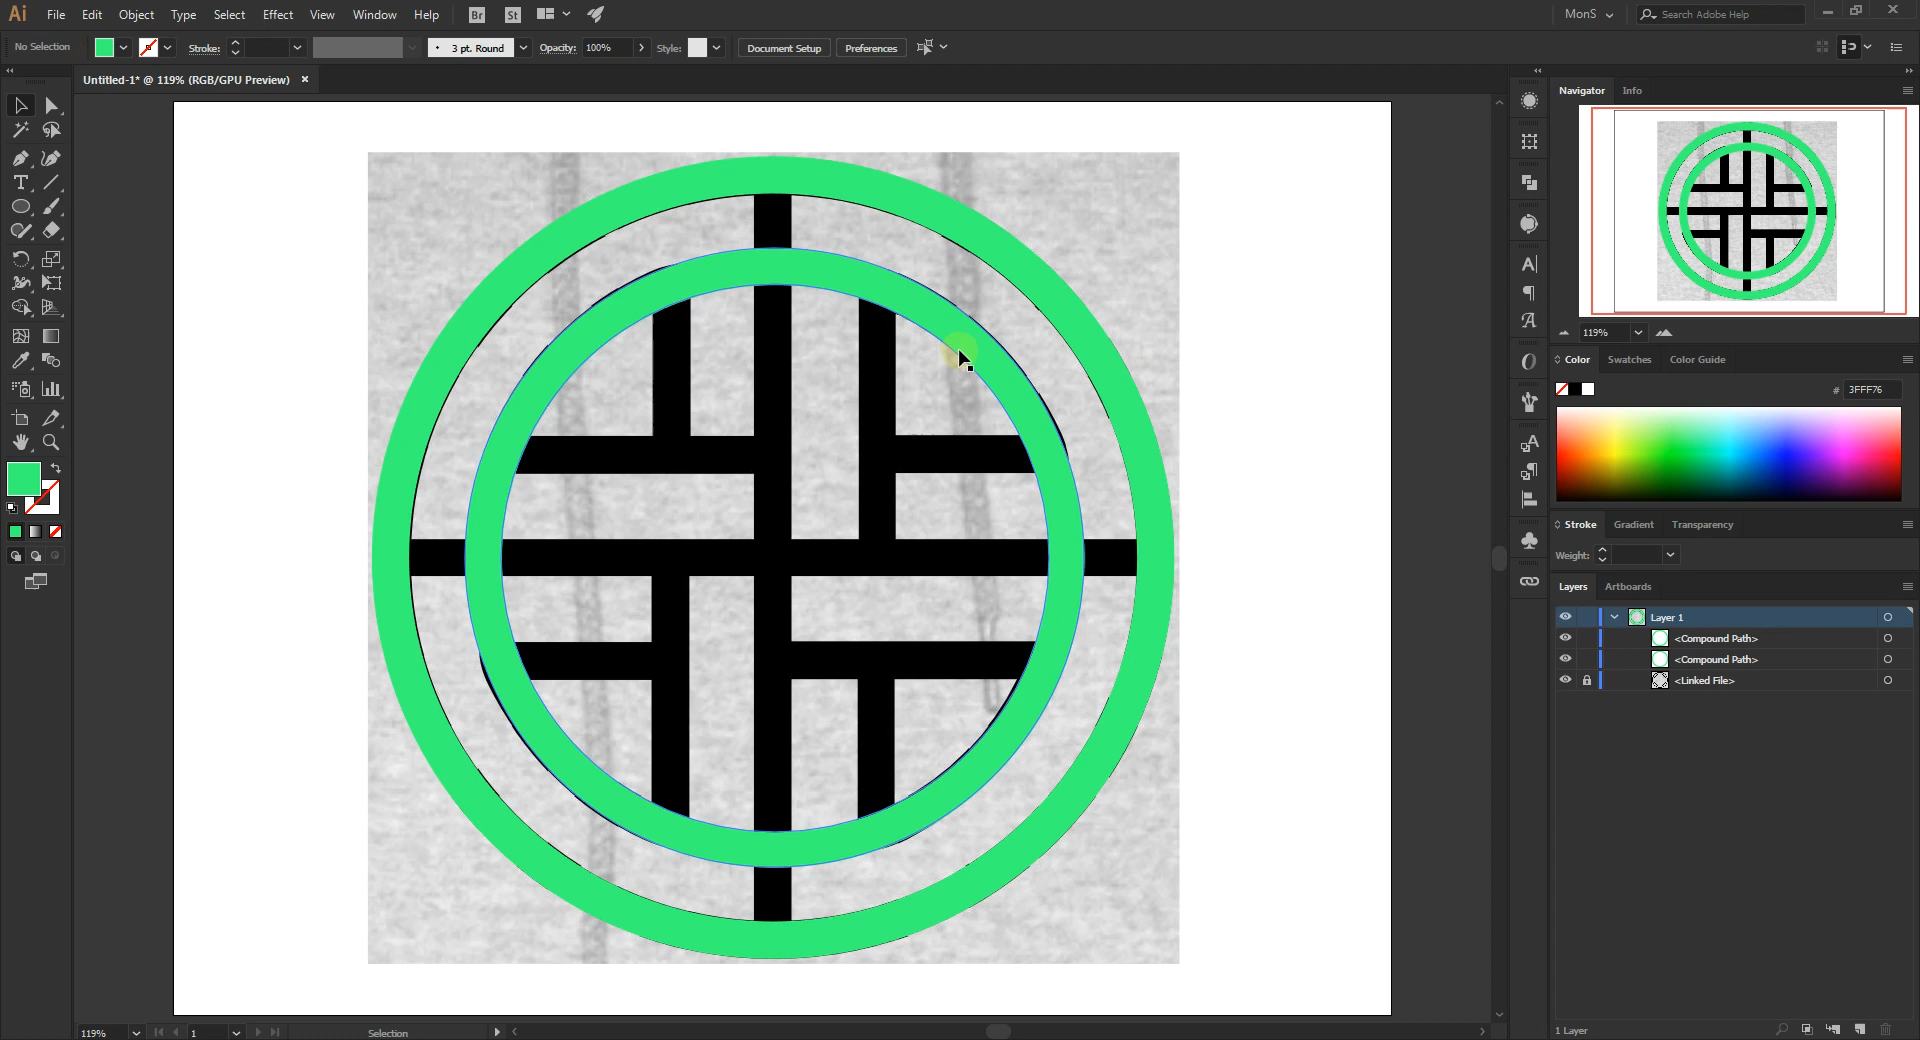 Ai File Edit Object Type Select Effect View Window Help Br St MonS Search Adobe Help
No Selection Stroke: 3 pt. Round Opacity: 100% Style: Document Setup Preferences
Untitled-1* @ 119% (RGB/GPU Preview)
Navigator Info
119%
Color Swatches Color Guide
# 3FFF76
Stroke Gradient Transparency
Weight:
Layers Artboards
Layer 1
<Compound Path>
<Compound Path>
<Linked File>
119% 1 Selection
1 Layer